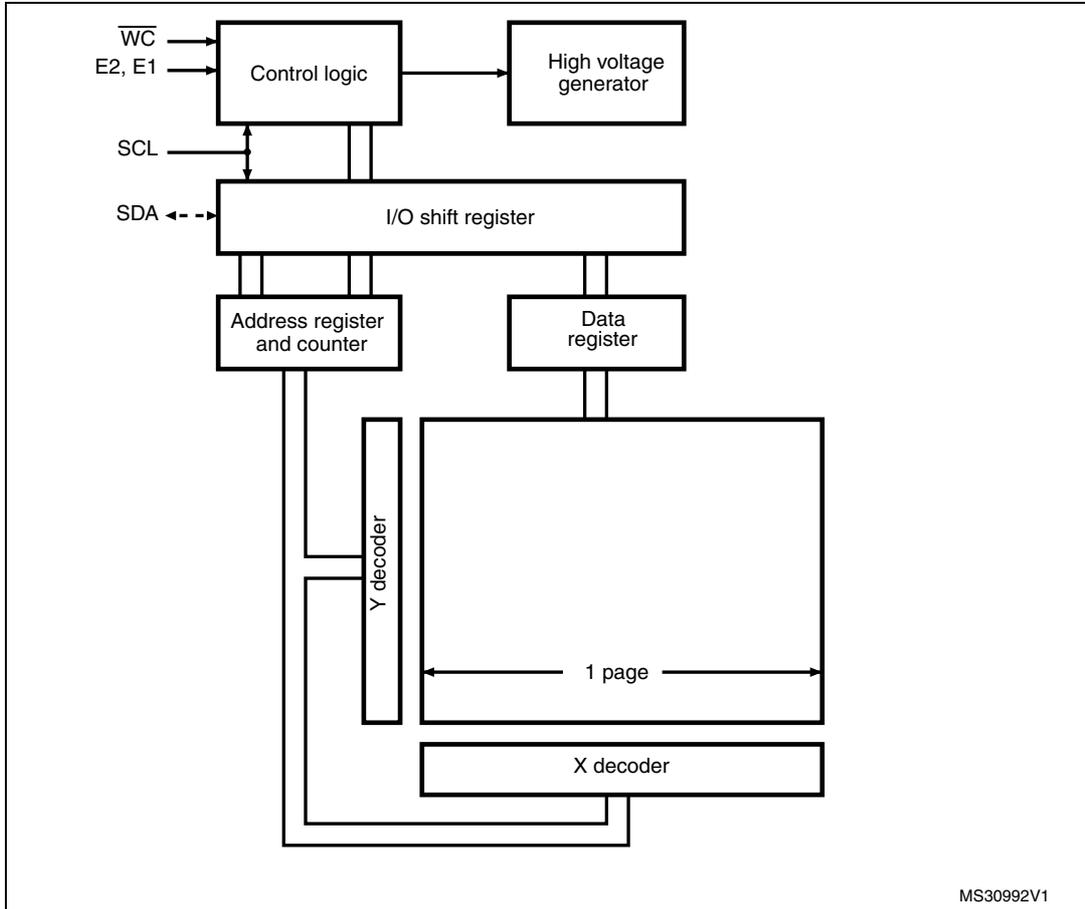 W̅C̅
E2, E1
Control logic
High voltage
generator
SCL
SDA
I/O shift register
Address register
and counter
Data
register
Y decoder
1 page
X decoder
MS30992V1